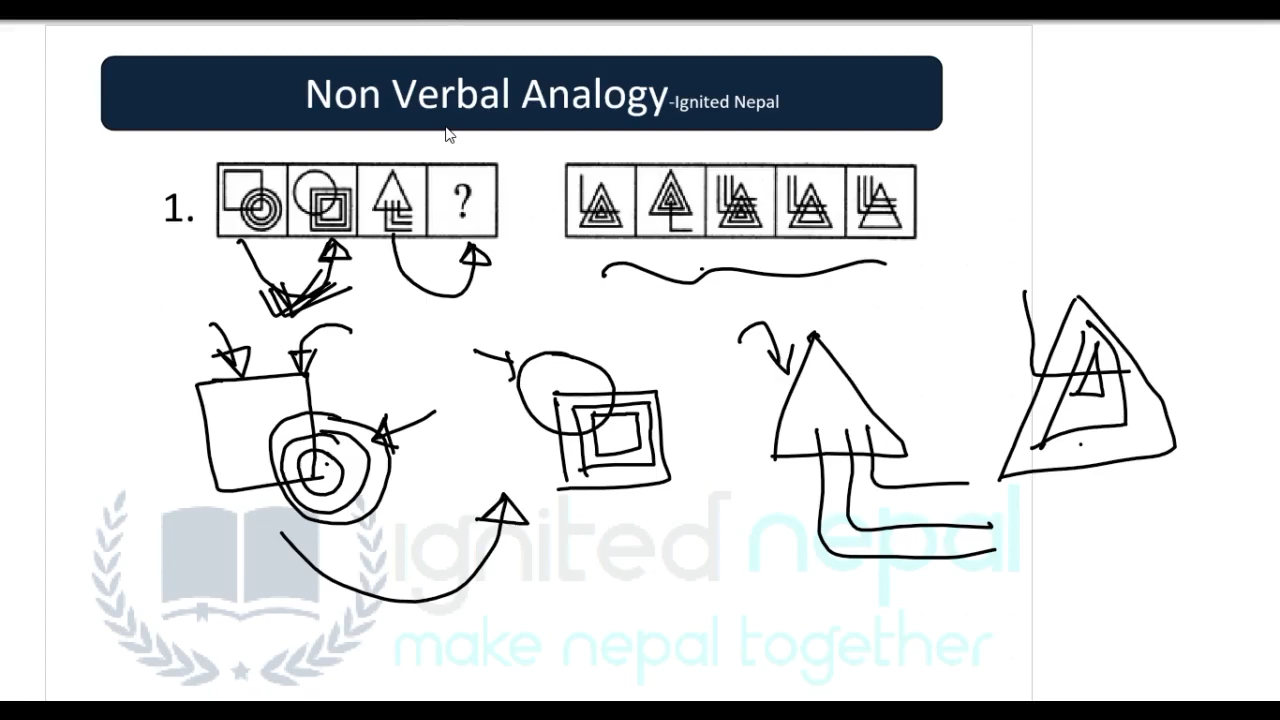 Non Verbal Analogy-Ignited Nepal
1.
?
ignited nepal
make nepal together